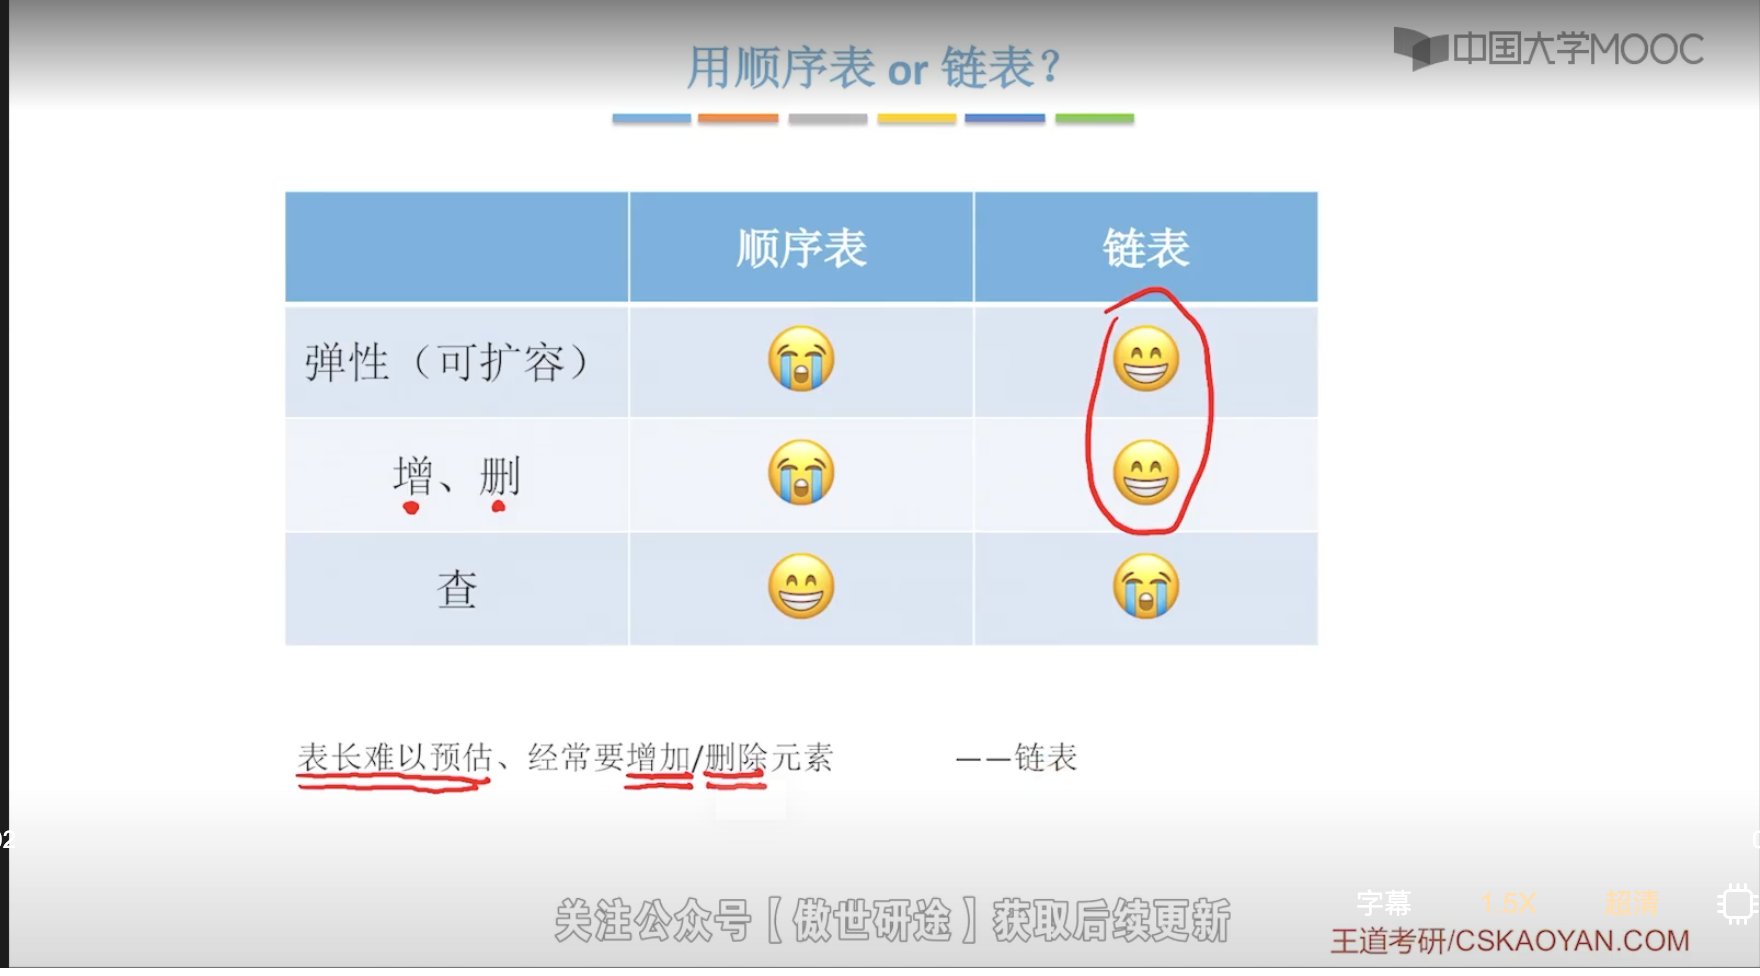 中国大学MOOC
用顺序表 or 链表?
顺序表 链表
弹性（可扩容）
增、删
查
表长难以预估、经常要增加/删除元素 ——链表
02
关注公众号【傲世研途】获取后续更新
字幕 1.5X 超清
王道考研/CSKAOYAN.COM